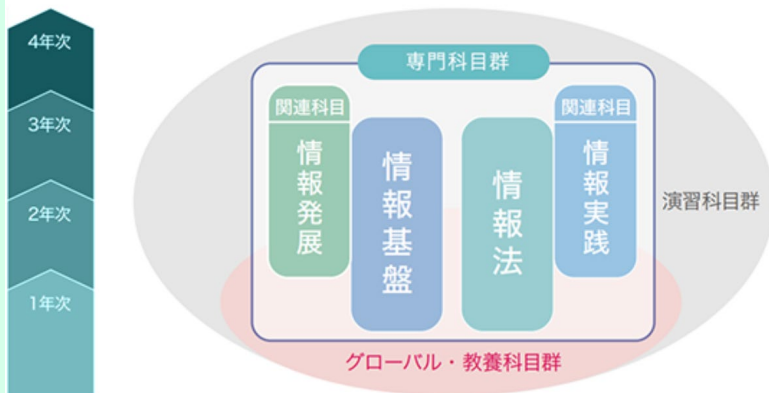 4年次
3年次
2年次
1年次
専門科目群
関連科目
情報発展
情報基盤
情報法
関連科目
情報実践
演習科目群
グローバル・教養科目群